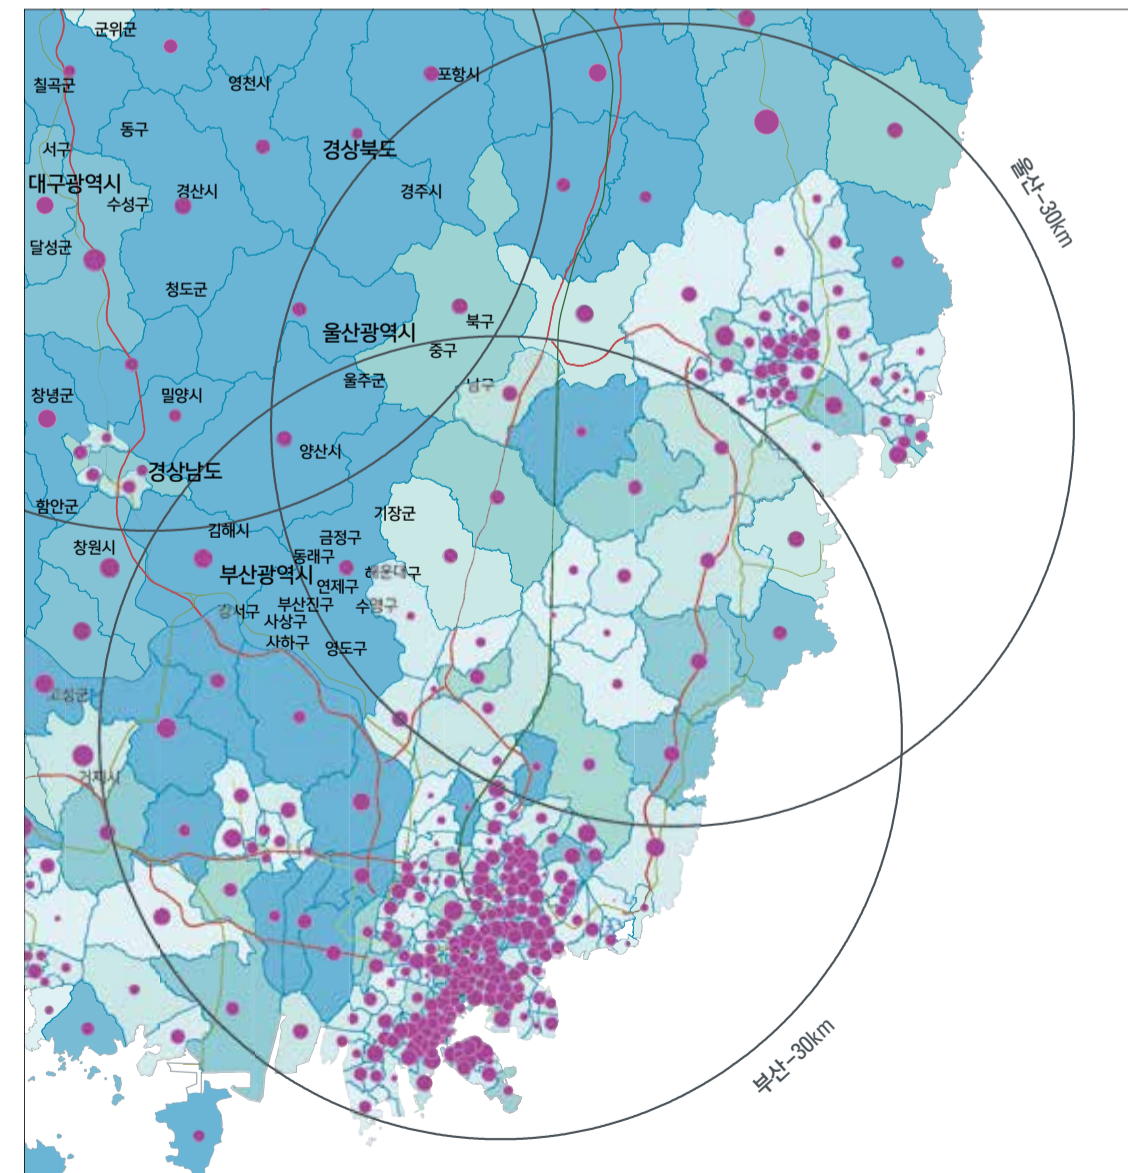 군위군
칠곡군
영천시
포항시
동구
서구
경상북도
대구광역시
경산시
경주시
수성구
울산-30km
달성군
청도군
울산광역시
북구
중구
울주군
남구
창녕군
밀양시
양산시
경상남도
함안군
기장군
김해시
금정구
창원시
동래구
부산광역시
해운대구
연제구
강서구
부산진구
수영구
사상구
사하구
영도구
고성군
거제시
부산-30km